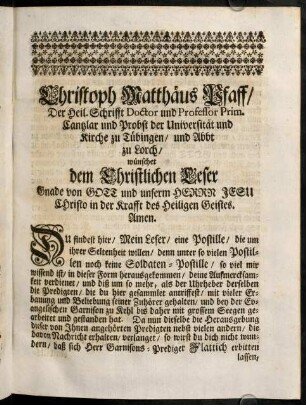 Christoph Matthäus Pfaff/
Der Heil. Schrifft Doctor und Professor Prim.
Canzlar und Probst der Universität und
Kirche zu Tübingen/ und Abbt
zu Lorch/
wünschet
dem Christlichen Leser
Gnade von GOTT und unserm HERRN JESU
CHristo in der Krafft des Heiligen Geistes.
Amen.
DU findest hier/ Mein Leser/ eine Postille/ die um
ihrer Seltenheit willen/ denn unter so vielen Postil-
len noch keine Soldaten-Postille/ so viel mir
wissend ist/ in dieser Form herausgekommen/ deine Aufmercksam-
keit verdienet/ und diß um so mehr/ als der Uhrheber derselben
die Predigten/ die du hier gesammlet antriffest/ mit vieler Er-
bauung und Beliebung seiner Zuhörer gehalten/ und bey der Ev-
angelischen Garnison zu Kehl biß daher mit grossem Seegen ge-
arbeitet und gestanden hat. Da nun dieselbe die Herausgebung
dieser von Ihnen angehörten Predigten nebst vielen andern/ die
davon Nachricht erhalten/ verlanget/ so wirst du dich nicht wun-
dern/ daß sich Herr Garnisons-Prediger Flattich erbitten
lassen,